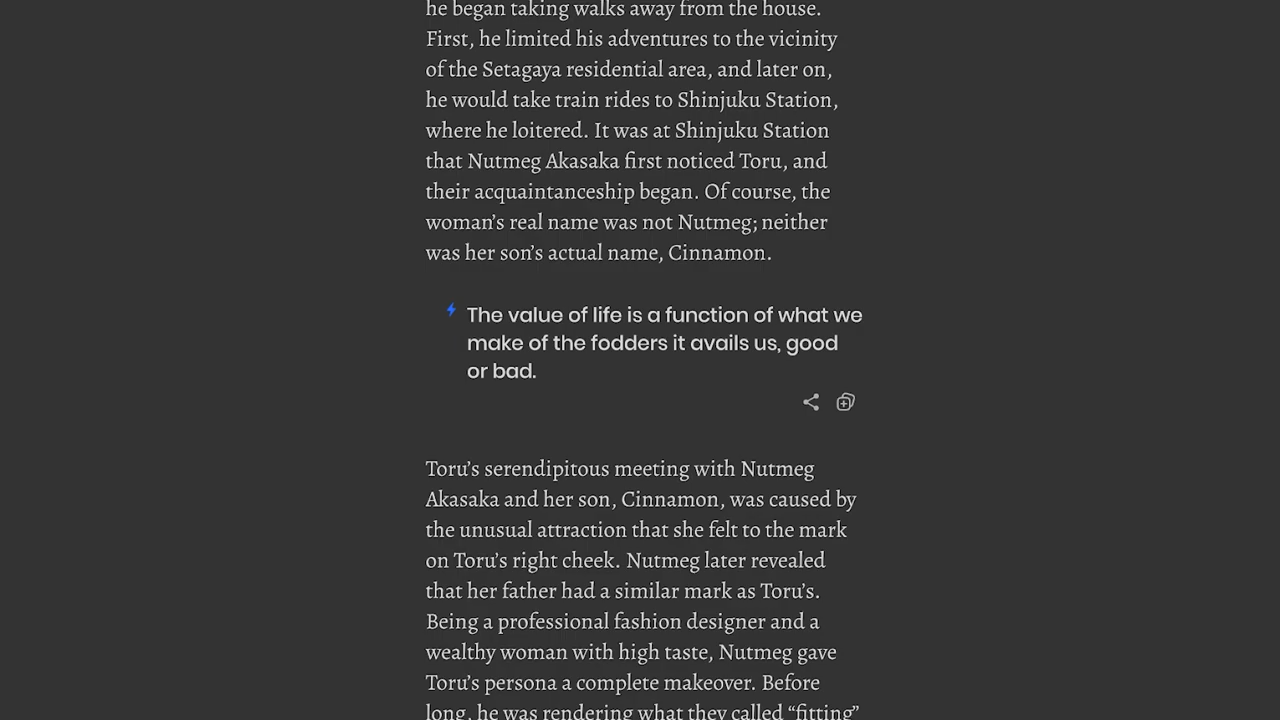 he began taking walks away from the house.
First, he limited his adventures to the vicinity
of the Setagaya residential area, and later on,
he would take train rides to Shinjuku Station,
where he loitered. It was at Shinjuku Station
that Nutmeg Akasaka first noticed Toru, and
their acquaintanceship began. Of course, the
woman’s real name was not Nutmeg; neither
was her son’s actual name, Cinnamon.
The value of life is a function of what we
make of the fodders it avails us, good
or bad.
Toru’s serendipitous meeting with Nutmeg
Akasaka and her son, Cinnamon, was caused by
the unusual attraction that she felt to the mark
on Toru’s right cheek. Nutmeg later revealed
that her father had a similar mark as Toru’s.
Being a professional fashion designer and a
wealthy woman with high taste, Nutmeg gave
Toru’s persona a complete makeover. Before
long, he was rendering what they called “fitting”